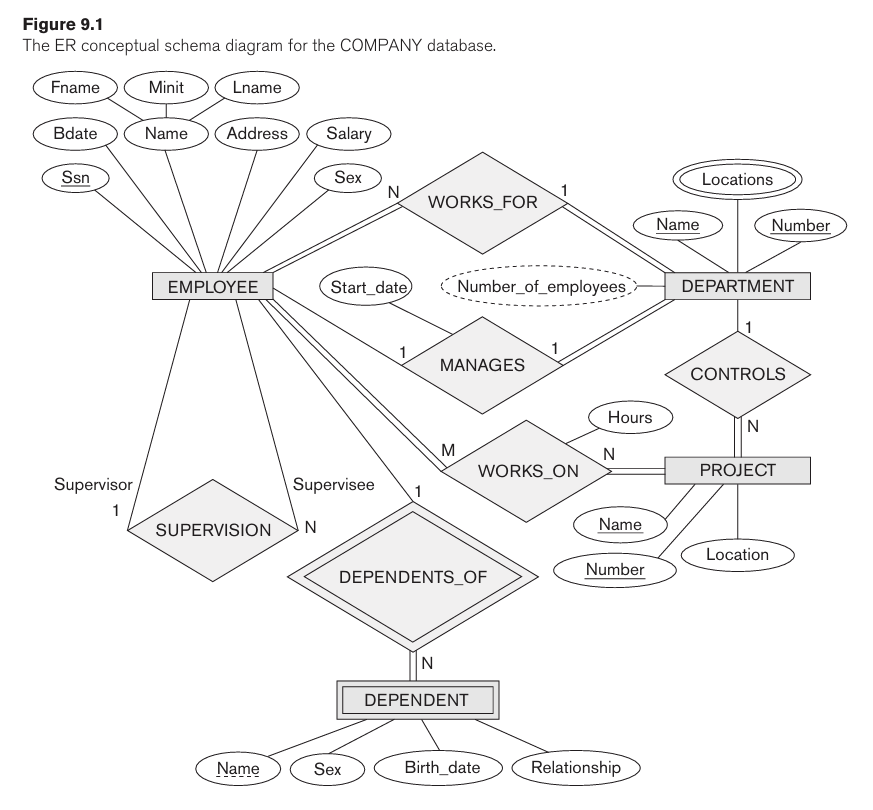 Figure 9.1
The ER conceptual schema diagram for the COMPANY database.
Fname
Minit
Lname
Bdate
Name
Address
Salary
Ssn
Sex
N
WORKS_FOR
1
Locations
Name
Number
EMPLOYEE
Start_date
Number_of_employees
DEPARTMENT
1
MANAGES
1
1
CONTROLS
N
Hours
M
WORKS_ON
N
PROJECT
Supervisor
1
SUPERVISION
Supervisee
N
1
DEPENDENTS_OF
Name
Number
Location
N
DEPENDENT
Name
Sex
Birth_date
Relationship